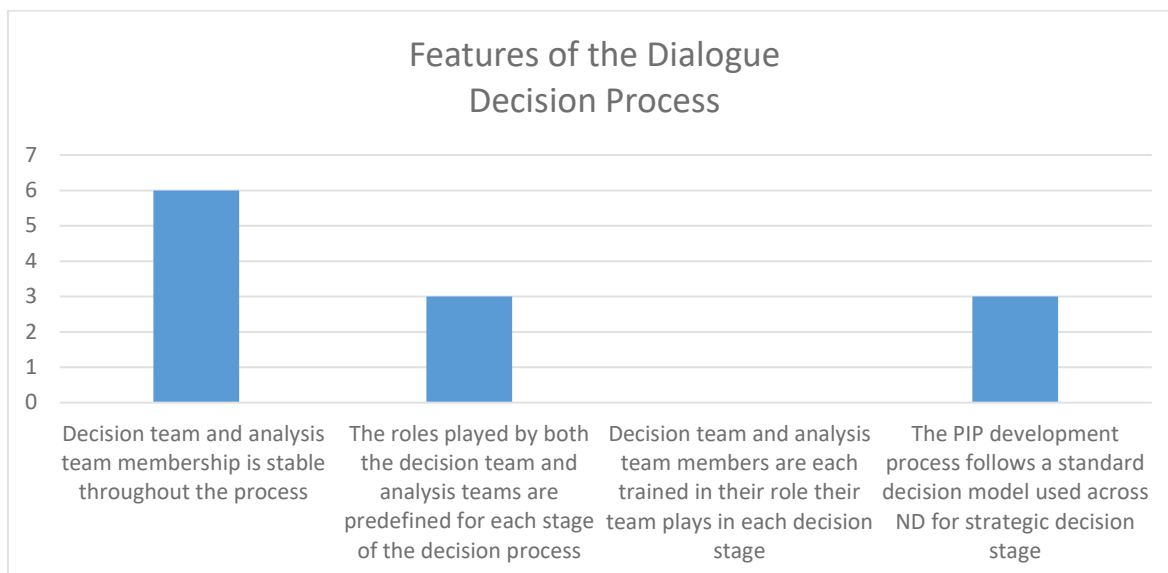 Features of the Dialogue
Decision Process
7
6
5
4
3
2
1
0
Decision team and analysis
team membership is stable
throughout the process
The roles played by both
the decision team and
analysis teams are
predefined for each stage
of the decision process
Decision team and analysis
team members are each
trained in their role their
team plays in each decision
stage
The PIP development
process follows a standard
decision model used across
ND for strategic decision
stage